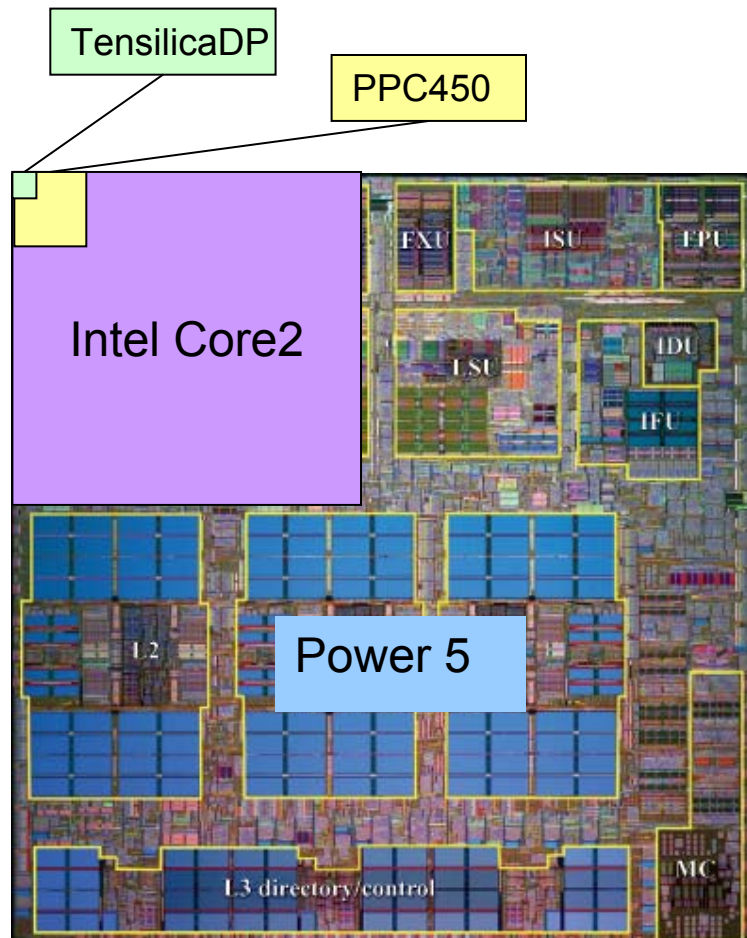 TensilicaDP
PPC450
FXU
ISU
FPU
Intel Core2
LSU
IDU
IFU
L2
Power 5
L3 directory/control
MC